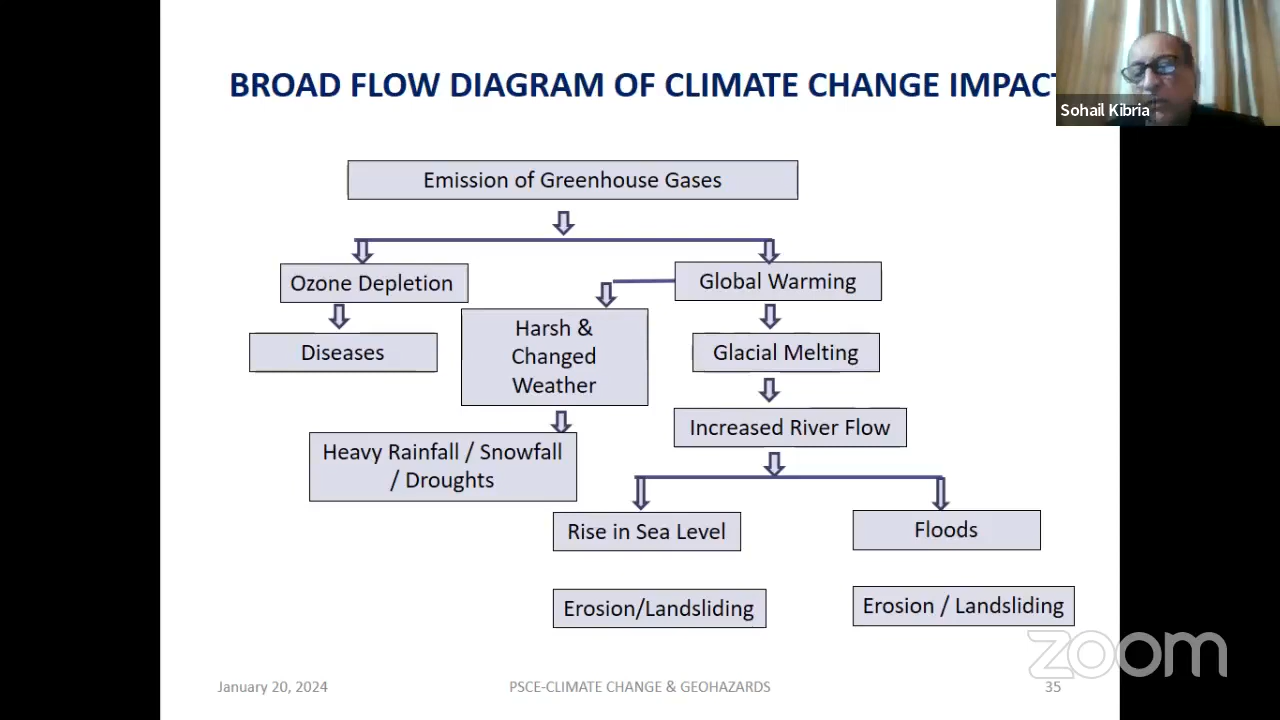 BROAD FLOW DIAGRAM OF CLIMATE CHANGE IMPACT
Sohail Kibria
Emission of Greenhouse Gases
Ozone Depletion
Global Warming
Harsh &
Changed
Weather
Diseases
Glacial Melting
Increased River Flow
Heavy Rainfall / Snowfall
/ Droughts
Rise in Sea Level
Floods
Erosion/Landsliding
Erosion / Landsliding
zoom
January 20, 2024
PSCE-CLIMATE CHANGE & GEOHAZARDS
35